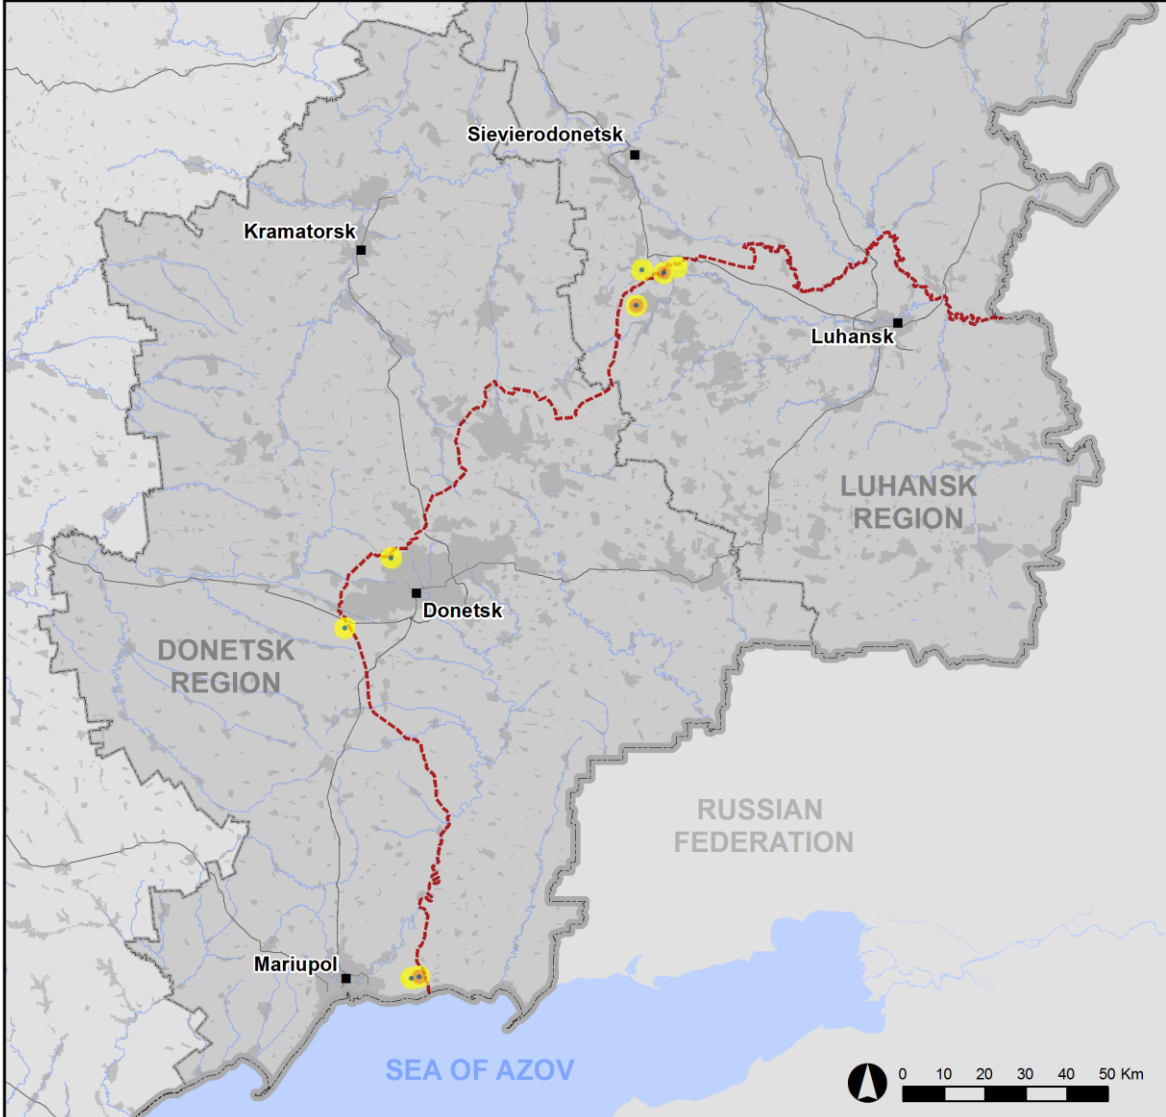 Sievierodonetsk
Kramatorsk
Luhansk
LUHANSK
REGION
Donetsk
DONETSK
REGION
RUSSIAN
FEDERATION
Mariupol
SEA OF AZOV
0 10 20 30 40 50 Km